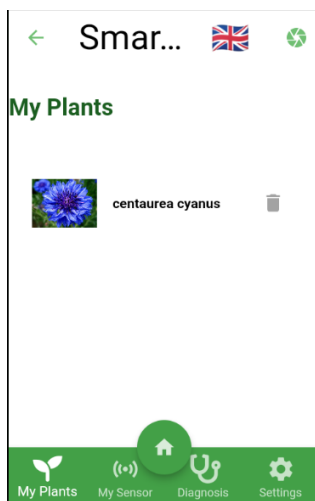 Smar...
My Plants
centaurea cyanus
My Plants
My Sensor
Diagnosis
Settings